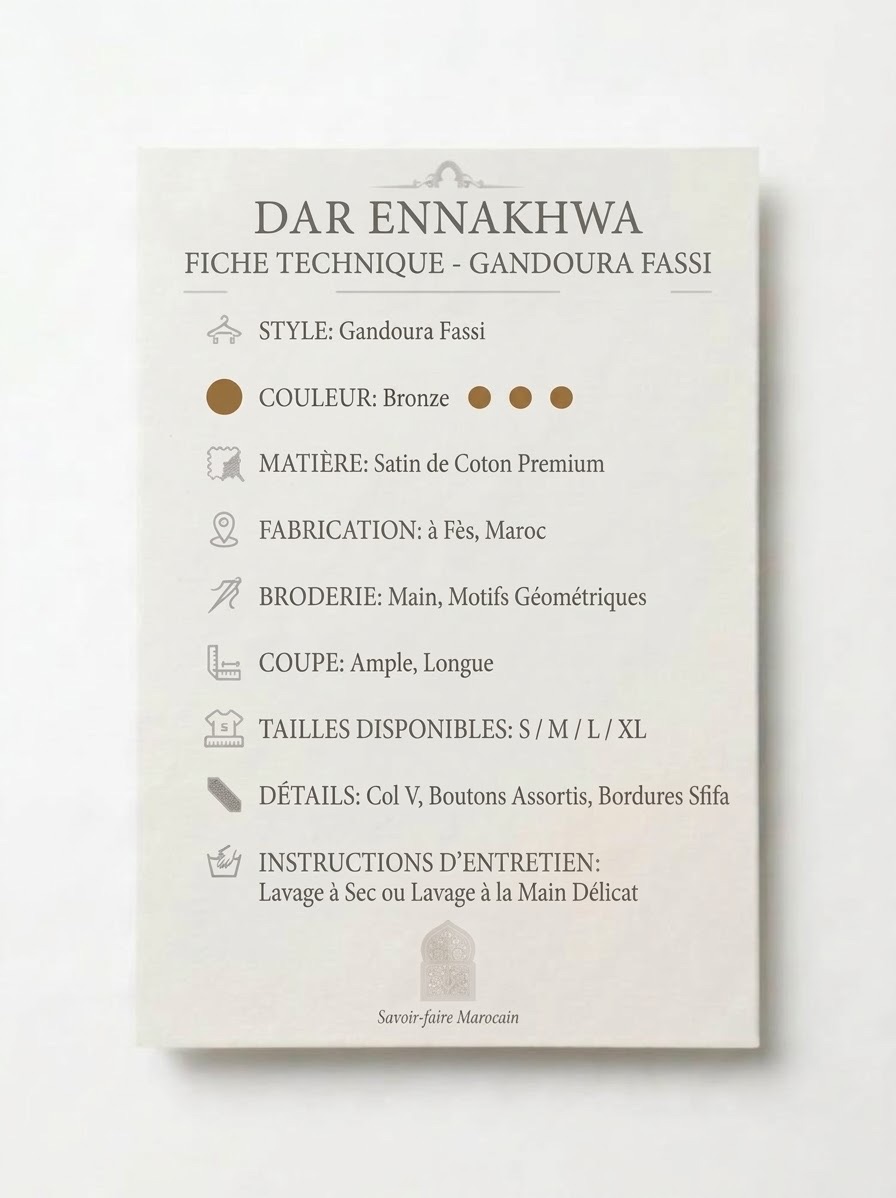 DAR ENNAKHWA
FICHE TECHNIQUE - GANDOURA FASSI
STYLE: Gandoura Fassi
COULEUR: Bronze
MATIÈRE: Satin de Coton Premium
FABRICATION: à Fès, Maroc
BRODERIE: Main, Motifs Géométriques
COUPE: Ample, Longue
S
TAILLES DISPONIBLES: S / M / L / XL
DÉTAILS: Col V, Boutons Assortis, Bordures Sfifa
INSTRUCTIONS D’ENTRETIEN:
Lavage à Sec ou Lavage à la Main Délicat
Savoir-faire Marocain